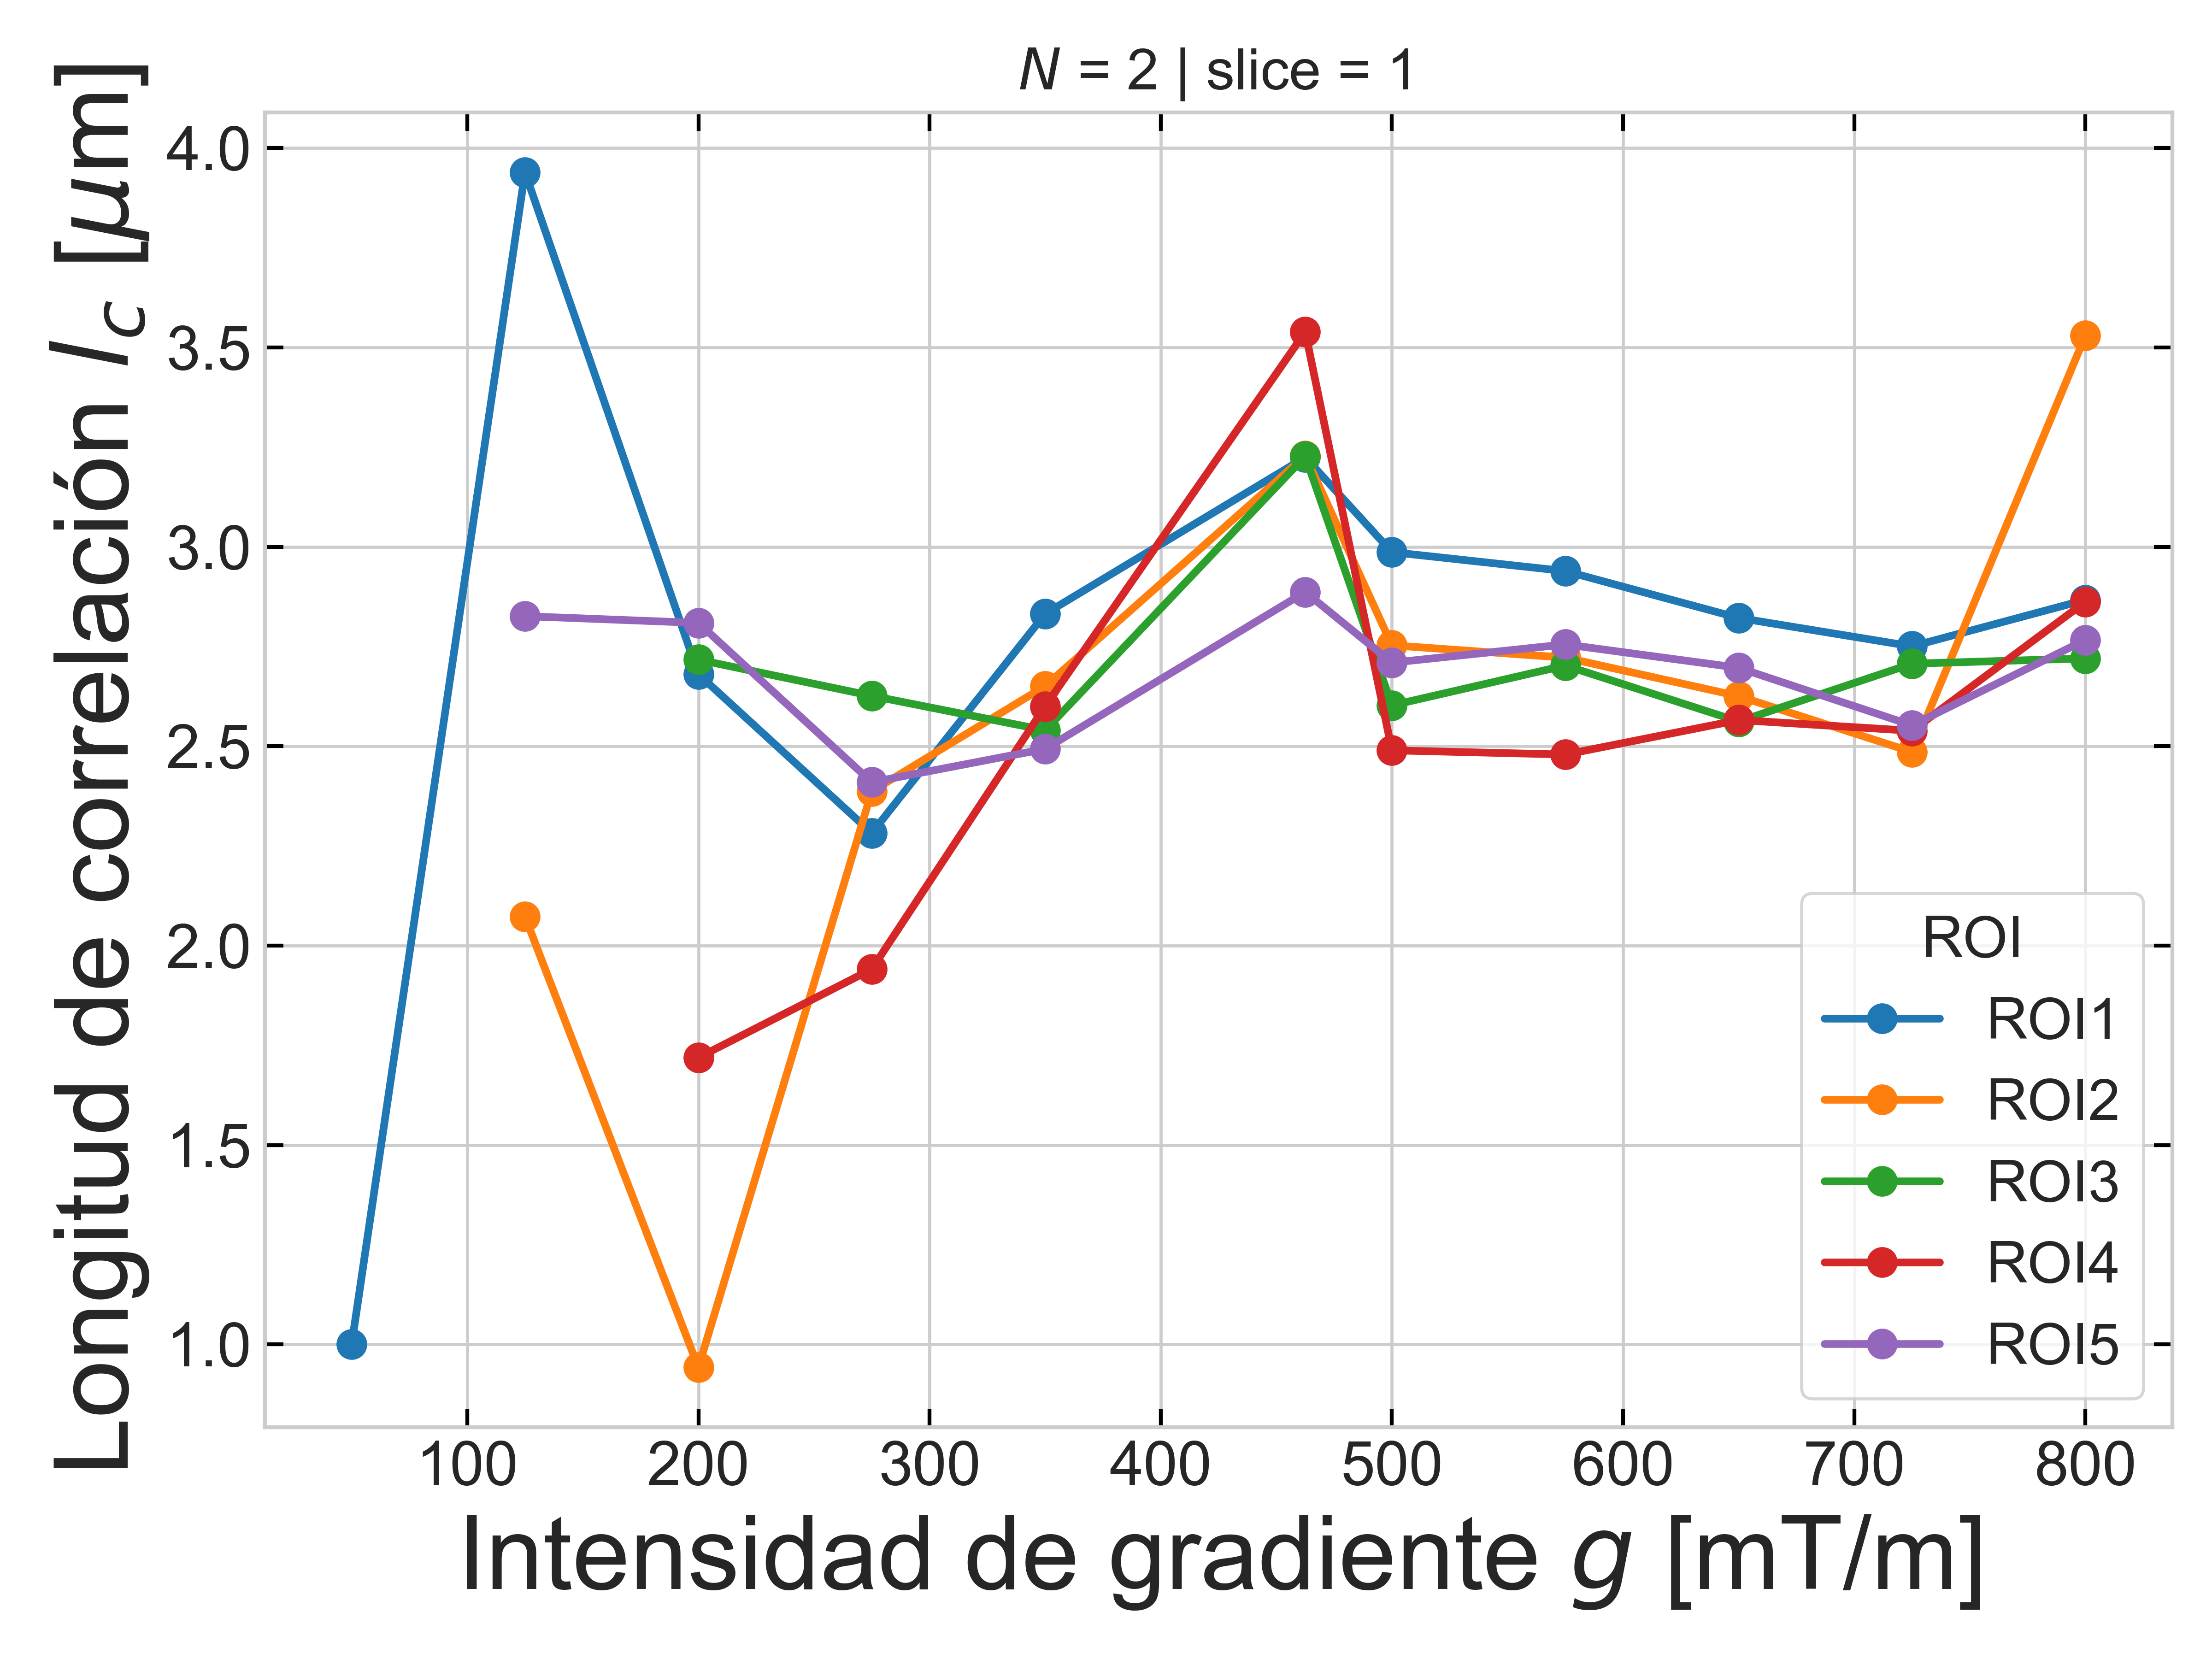 N = 2 | slice = 1
Longitud de correlación l_c [μm]
4.0
3.5
3.0
2.5
2.0
1.5
1.0
100 200 300 400 500 600 700 800
Intensidad de gradiente g [mT/m]
ROI
ROI1
ROI2
ROI3
ROI4
ROI5